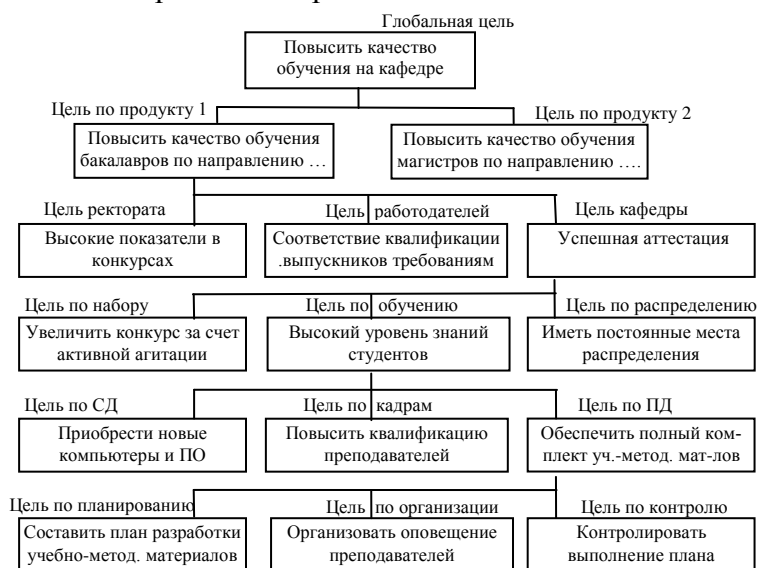 Глобальная цель
Повысить качество
обучения на кафедре
Цель по продукту 1
Цель по продукту 2
Повысить качество обучения
бакалавров по направлению …
Повысить качество обучения
магистров по направлению ….
Цель ректората
Цель работодателей
Цель кафедры
Высокие показатели в
конкурсах
Соответствие квалификации
.выпускников требованиям
Успешная аттестация
Цель по набору
Цель по обучению
Цель по распределению
Увеличить конкурс за счет
активной агитации
Высокий уровень знаний
студентов
Иметь постоянные места
распределения
Цель по СД
Цель по кадрам
Цель по ПД
Приобрести новые
компьютеры и ПО
Повысить квалификацию
преподавателей
Обеспечить полный ком-
плект уч.-метод. мат-лов
Цель по планированию
Цель по организации
Цель по контролю
Составить план разработки
учебно-метод. материалов
Организовать оповещение
преподавателей
Контролировать
выполнение плана